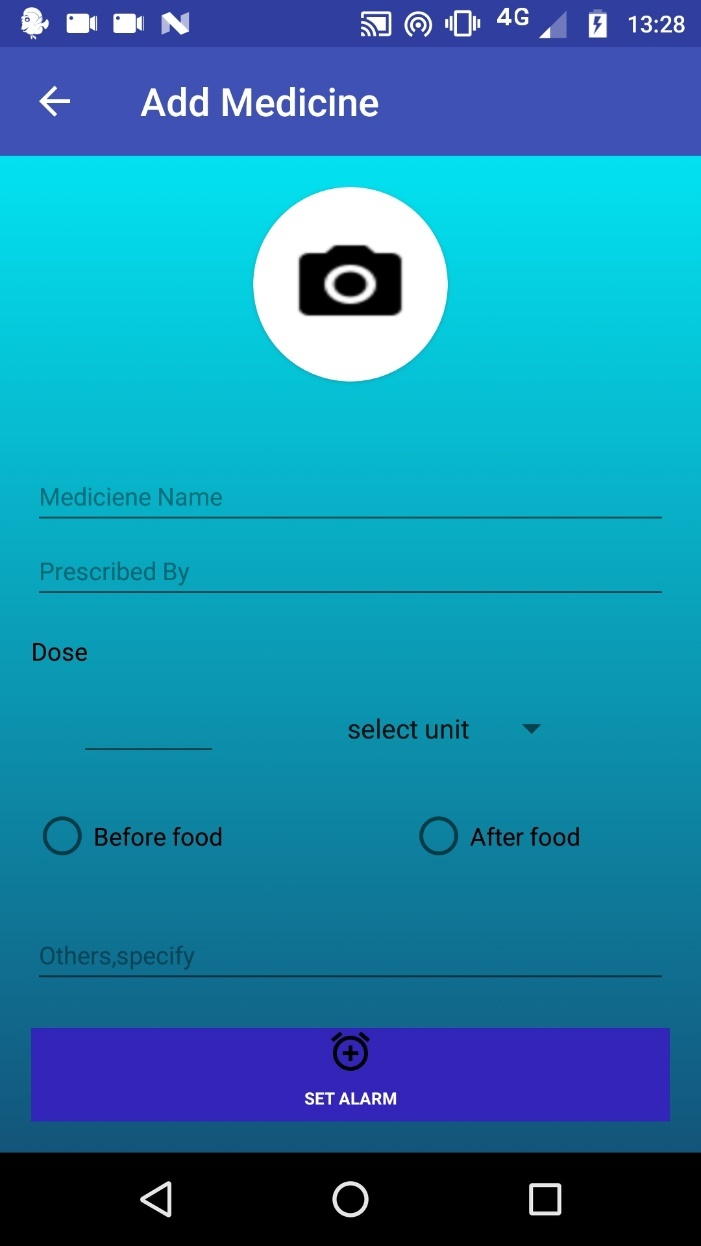 4G 13:28
Add Medicine
Mediciene Name
Prescribed By
Dose
select unit
Before food After food
Others,specify
SET ALARM